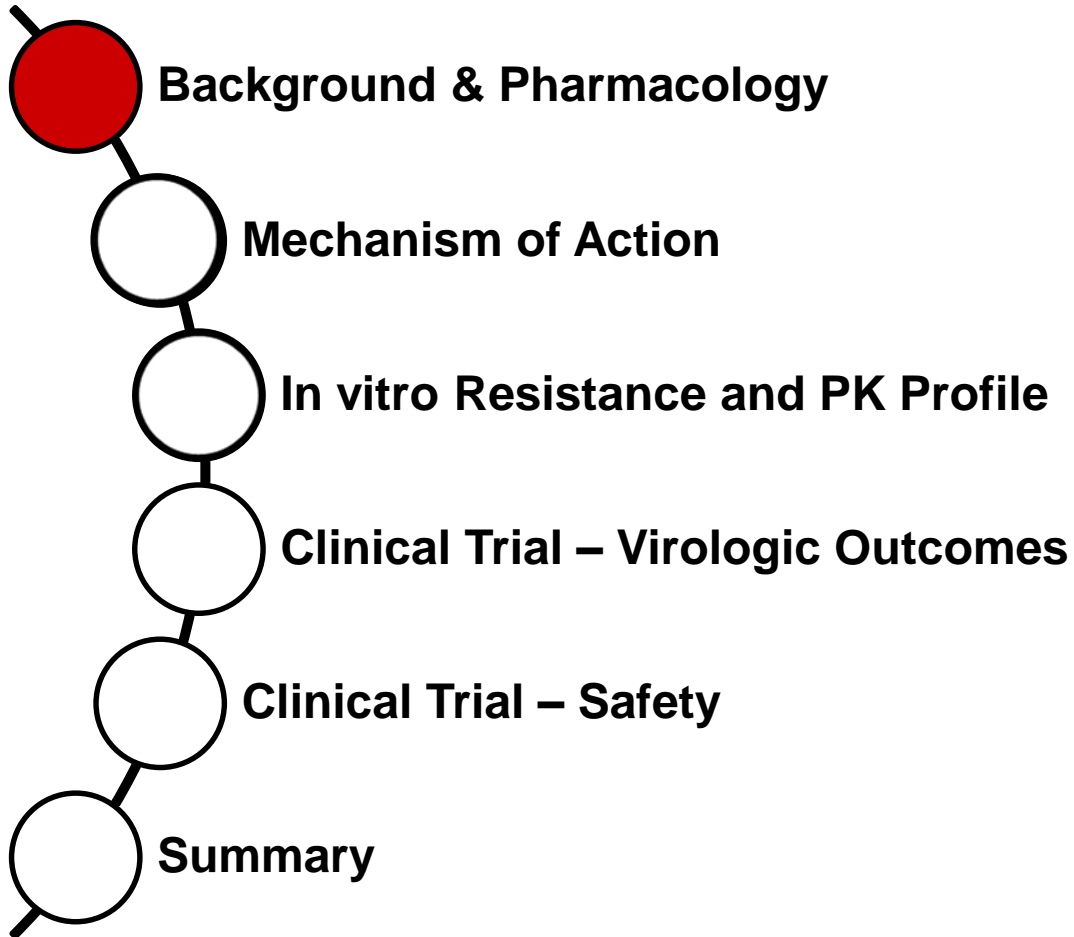 Background & Pharmacology
Mechanism of Action
In vitro Resistance and PK Profile
Clinical Trial – Virologic Outcomes
Clinical Trial – Safety
Summary